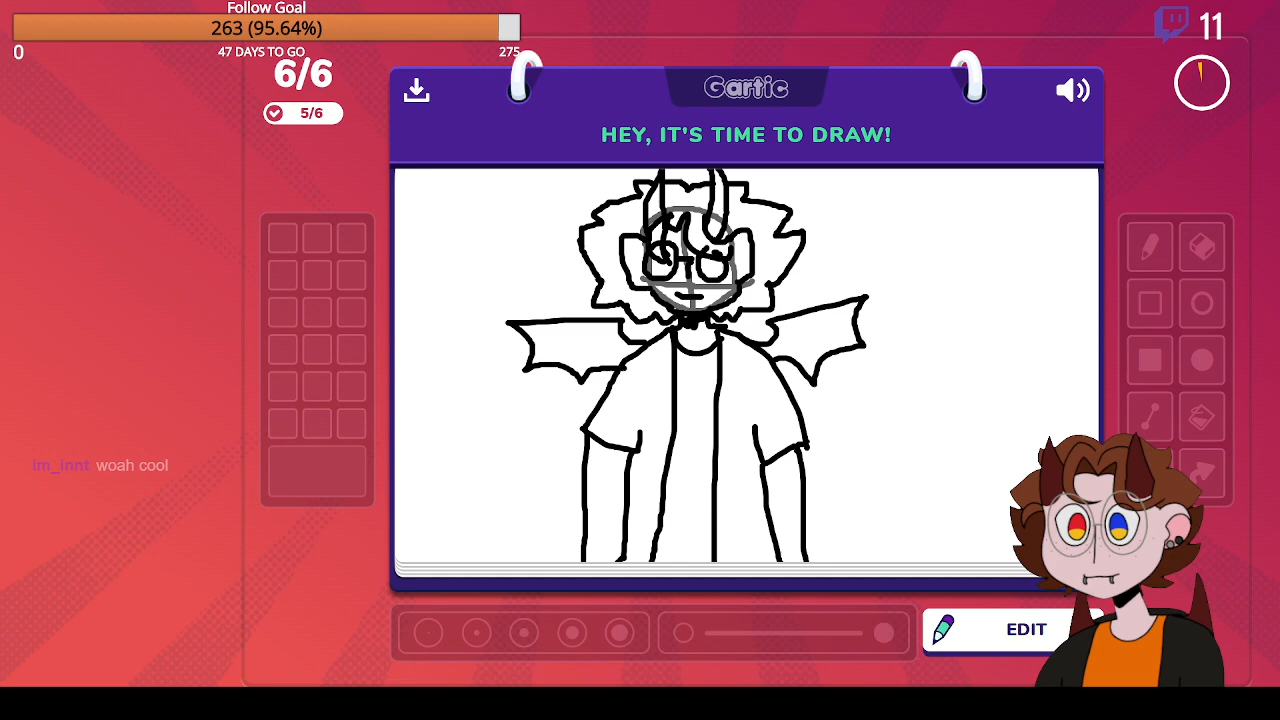 Follow Goal
263 (95.64%)
0
47 DAYS TO GO
275
11
6/6
5/6
Gartic
HEY, IT'S TIME TO DRAW!
im_innt woah cool
EDIT